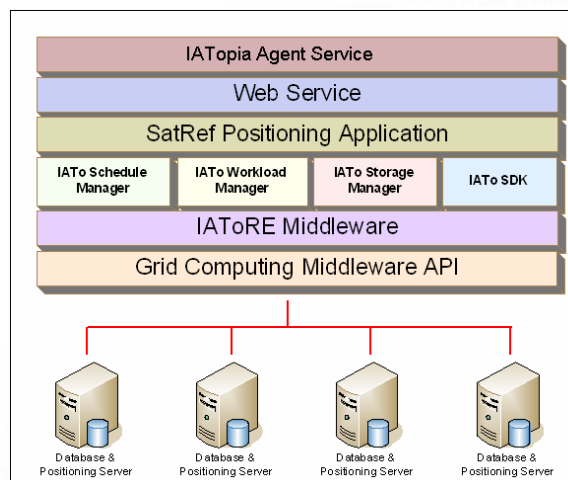 IATopia Agent Service
Web Service
SatRef Positioning Application
IATo Schedule
Manager
IATo Workload
Manager
IATo Storage
Manager
IATo SDK
IAToRE Middleware
Grid Computing Middleware API
Database &
Positioning Server
Database &
Positioning Server
Database &
Positioning Server
Database &
Positioning Server